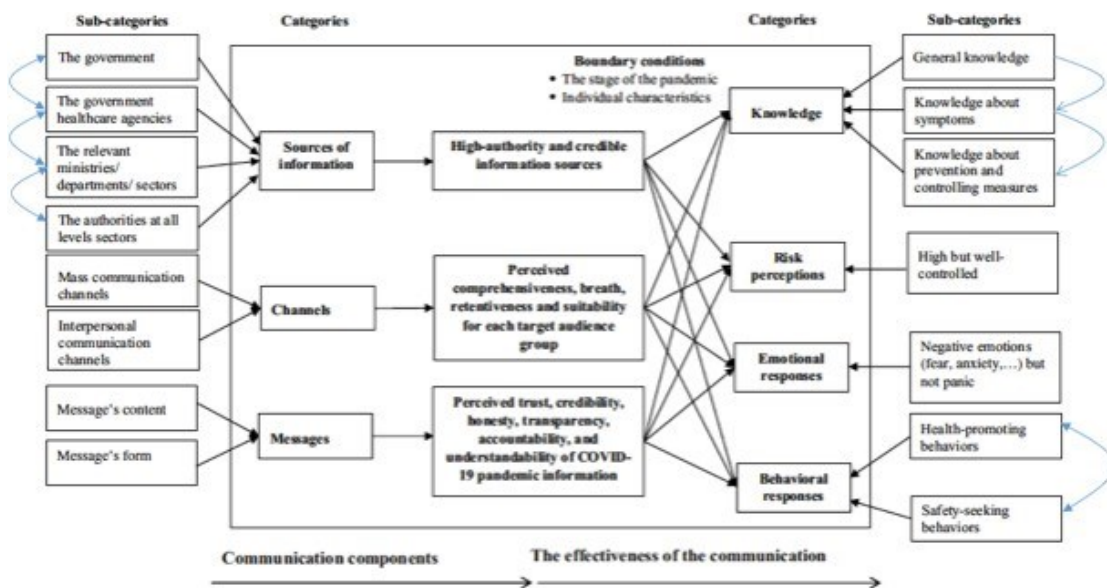 Sub-categories
Categories
Categories
Sub-categories
The government
The government
healthcare agencies
The relevant
ministries/
departments/ sectors
The authorities at all
levels sectors
Mass communication
channels
Interpersonal
communication
channels
Message's content
Message's form
Sources of
information
Channels
Messages
Boundary conditions
• The stage of the pandemic
• Individual characteristics
High-authority and credible
information sources
Perceived
comprehensiveness, breath,
retentiveness and suitability
for each target audience
group
Perceived trust, credibility,
honesty, transparency,
accountability, and
understandability of COVID-
19 pandemic information
Knowledge
Risk
perceptions
Emotional
responses
Behavioral
responses
General knowledge
Knowledge about
symptoms
Knowledge about
prevention and
controlling measures
High but well-
controlled
Negative emotions
(fear, anxiety,…) but
not panic
Health-promoting
behaviors
Safety-seeking
behaviors
Communication components
The effectiveness of the communication